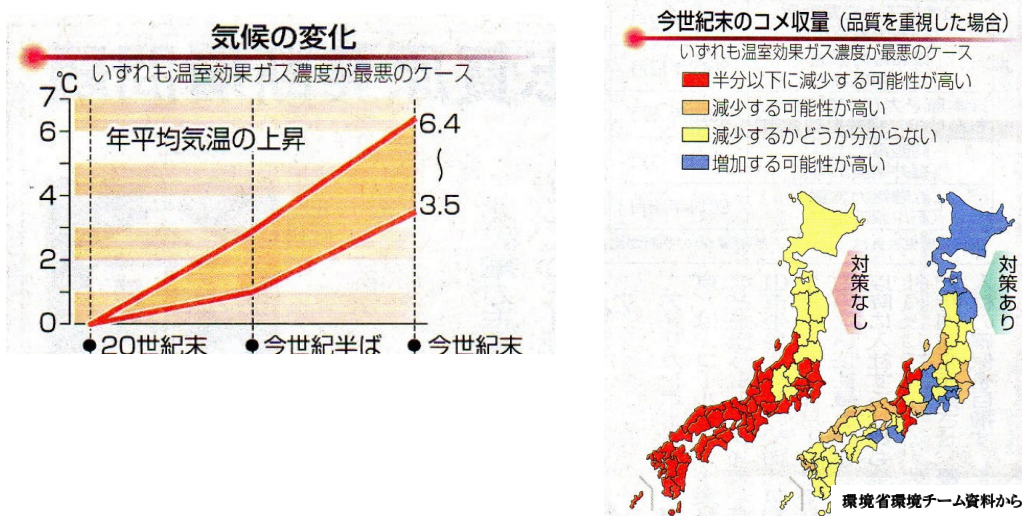 気候の変化
いずれも温室効果ガス濃度が最悪のケース
℃
7
6
4
2
0
年平均気温の上昇
6.4
〜
3.5
20世紀末
今世紀半ば
今世紀末
今世紀末のコメ収量(品質を重視した場合)
いずれも温室効果ガス濃度が最悪のケース
半分以下に減少する可能性が高い
減少する可能性が高い
減少するかどうか分からない
増加する可能性が高い
対策なし
対策あり
環境省環境チーム資料から